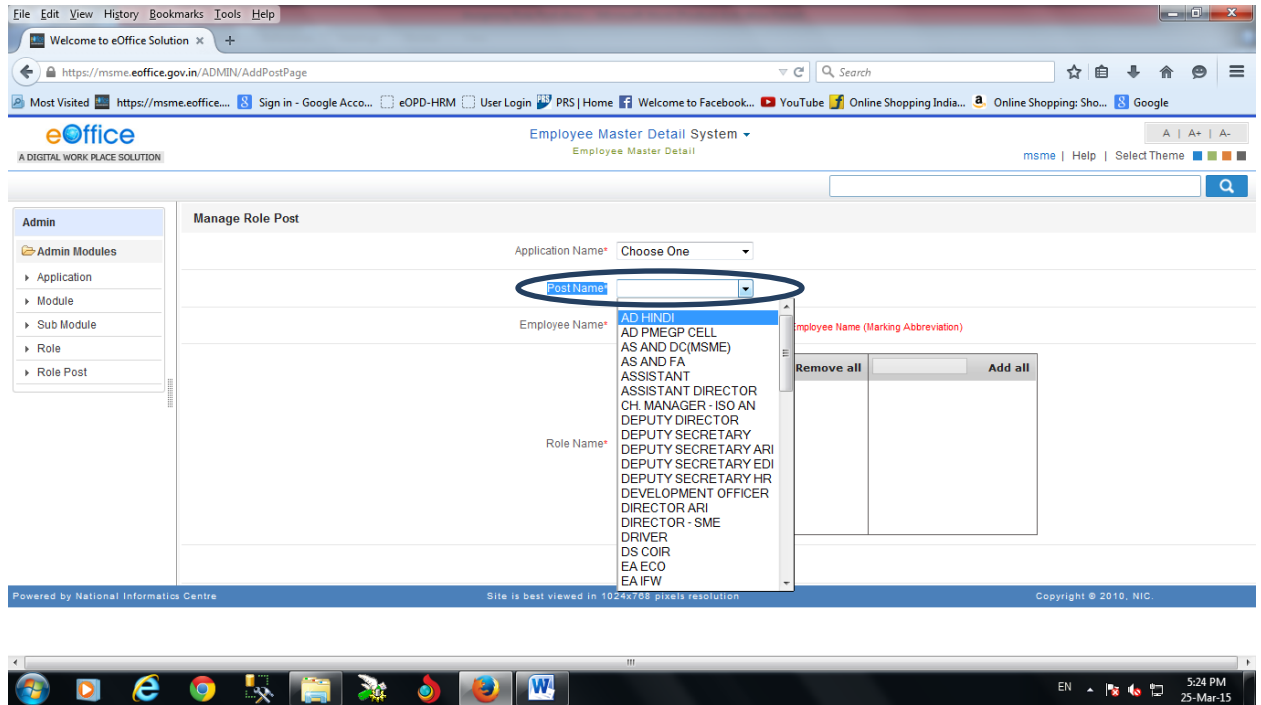 File Edit View History Bookmarks Tools Help
Welcome to eOffice Solution × +
https://msme.eoffice.gov.in/ADMIN/AddPostPage Search
Most Visited https://msme.eoffice.... Sign in - Google Acco... eOPD-HRM User Login PRS | Home Welcome to Facebook... YouTube Online Shopping India... Online Shopping: Sho... Google
eOffice
A DIGITAL WORK PLACE SOLUTION
Employee Master Detail System
Employee Master Detail
A | A+ | A-
msme | Help | Select Theme
Admin
Admin Modules
Application
Module
Sub Module
Role
Role Post
Manage Role Post
Application Name* Choose One
Post Name*
Employee Name* Employee Name (Marking Abbreviation)
AD HINDI
AD PMEGP CELL
AS AND DC(MSME)
AS AND FA
ASSISTANT
ASSISTANT DIRECTOR
CH. MANAGER - ISO AN
DEPUTY DIRECTOR
DEPUTY SECRETARY
DEPUTY SECRETARY ARI
DEPUTY SECRETARY EDI
DEPUTY SECRETARY HR
DEVELOPMENT OFFICER
DIRECTOR ARI
DIRECTOR - SME
DRIVER
DS COIR
EA ECO
EA IFW
Remove all Add all
Role Name*
Powered by National Informatics Centre Site is best viewed in 1024x768 pixels resolution Copyright © 2010, NIC.
EN 5:24 PM
25-Mar-15